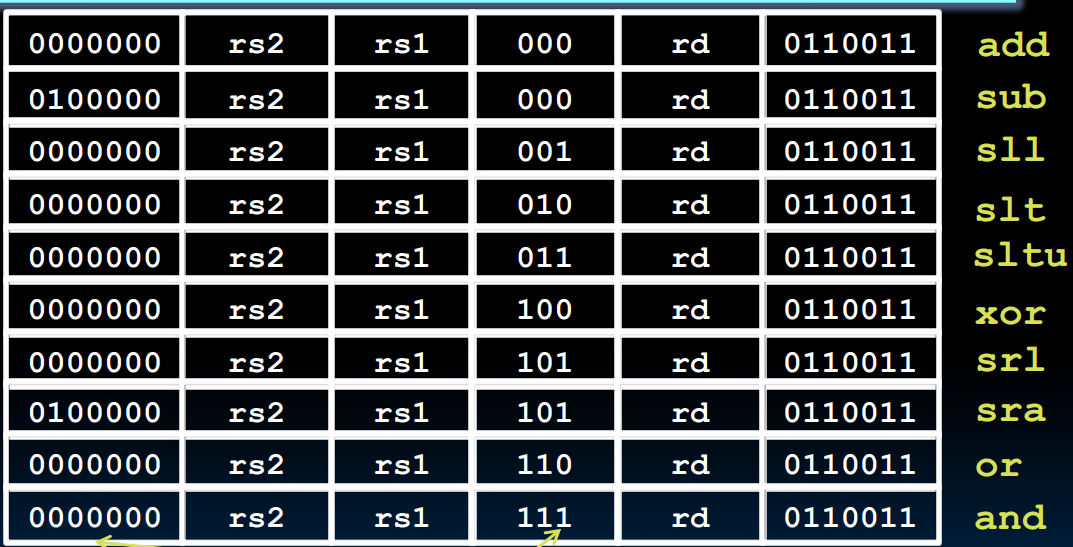 0000000 rs2 rs1 000 rd 0110011 add
0100000 rs2 rs1 000 rd 0110011 sub
0000000 rs2 rs1 001 rd 0110011 sll
0000000 rs2 rs1 010 rd 0110011 slt
0000000 rs2 rs1 011 rd 0110011 sltu
0000000 rs2 rs1 100 rd 0110011 xor
0000000 rs2 rs1 101 rd 0110011 srl
0100000 rs2 rs1 101 rd 0110011 sra
0000000 rs2 rs1 110 rd 0110011 or
0000000 rs2 rs1 111 rd 0110011 and